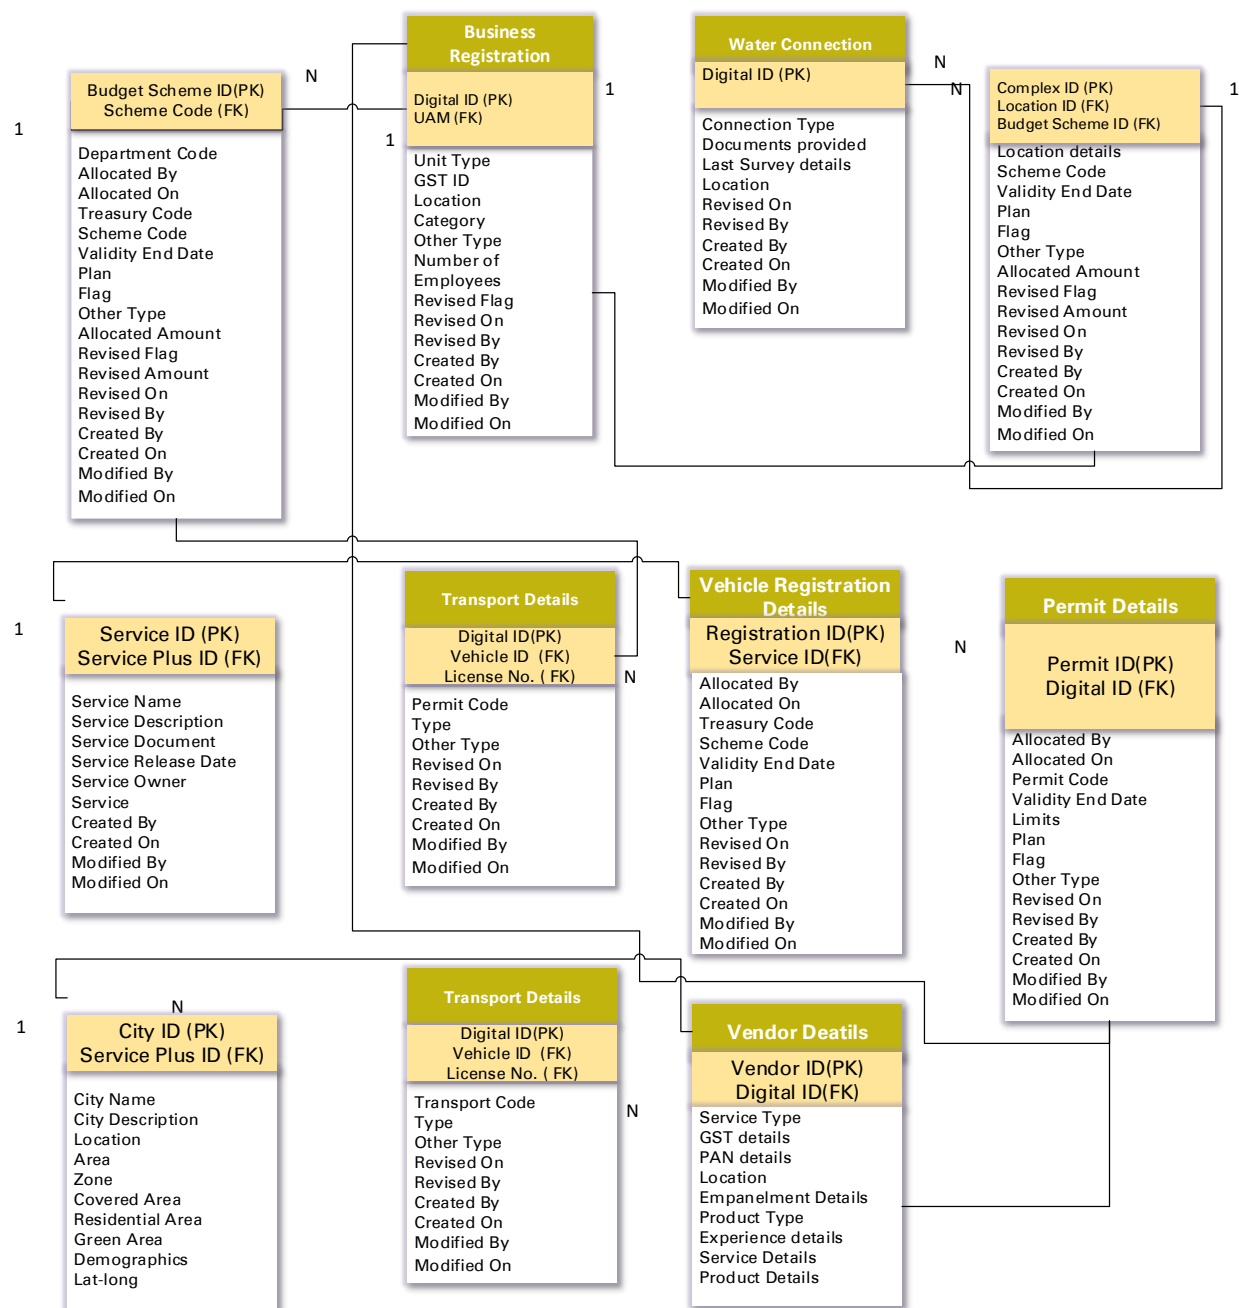 Business
Registration
Digital ID (PK)
UAM (FK)
Unit Type
GST ID
Location
Category
Other Type
Number of
Employees
Revised Flag
Revised On
Revised By
Created By
Created On
Modified By
Modified On
Water Connection
Digital ID (PK)
Connection Type
Documents provided
Last Survey details
Location
Revised On
Revised By
Created By
Created On
Modified By
Modified On
N
N
1
Complex ID (PK)
Location ID (FK)
Budget Scheme ID (FK)
Location details
Scheme Code
Validity End Date
Plan
Flag
Other Type
Allocated Amount
Revised Flag
Revised Amount
Revised On
Revised By
Created By
Created On
Modified By
Modified On
N
1
1
1
Budget Scheme ID(PK)
Scheme Code (FK)
Department Code
Allocated By
Allocated On
Treasury Code
Scheme Code
Validity End Date
Plan
Flag
Other Type
Allocated Amount
Revised Flag
Revised Amount
Revised On
Revised By
Created By
Created On
Modified By
Modified On
1
Service ID (PK)
Service Plus ID (FK)
Service Name
Service Description
Service Document
Service Release Date
Service Owner
Service
Created By
Created On
Modified By
Modified On
Transport Details
Digital ID(PK)
Vehicle ID (FK)
License No. ( FK)
Permit Code
Type
Other Type
Revised On
Revised By
Created By
Created On
Modified By
Modified On
N
Vehicle Registration
Details
Registration ID(PK)
Service ID(FK)
Allocated By
Allocated On
Treasury Code
Scheme Code
Validity End Date
Plan
Flag
Other Type
Revised On
Revised By
Created By
Created On
Modified By
Modified On
N
Permit Details
Permit ID(PK)
Digital ID (FK)
Allocated By
Allocated On
Permit Code
Validity End Date
Limits
Plan
Flag
Other Type
Revised On
Revised By
Created By
Created On
Modified By
Modified On
1
N
City ID (PK)
Service Plus ID (FK)
City Name
City Description
Location
Area
Zone
Covered Area
Residential Area
Green Area
Demographics
Lat-long
Transport Details
Digital ID(PK)
Vehicle ID (FK)
License No. ( FK)
Transport Code
Type
Other Type
Revised On
Revised By
Created By
Created On
Modified By
Modified On
N
Vendor Deatils
Vendor ID(PK)
Digital ID(FK)
Service Type
GST details
PAN details
Location
Empanelment Details
Product Type
Experience details
Service Details
Product Details